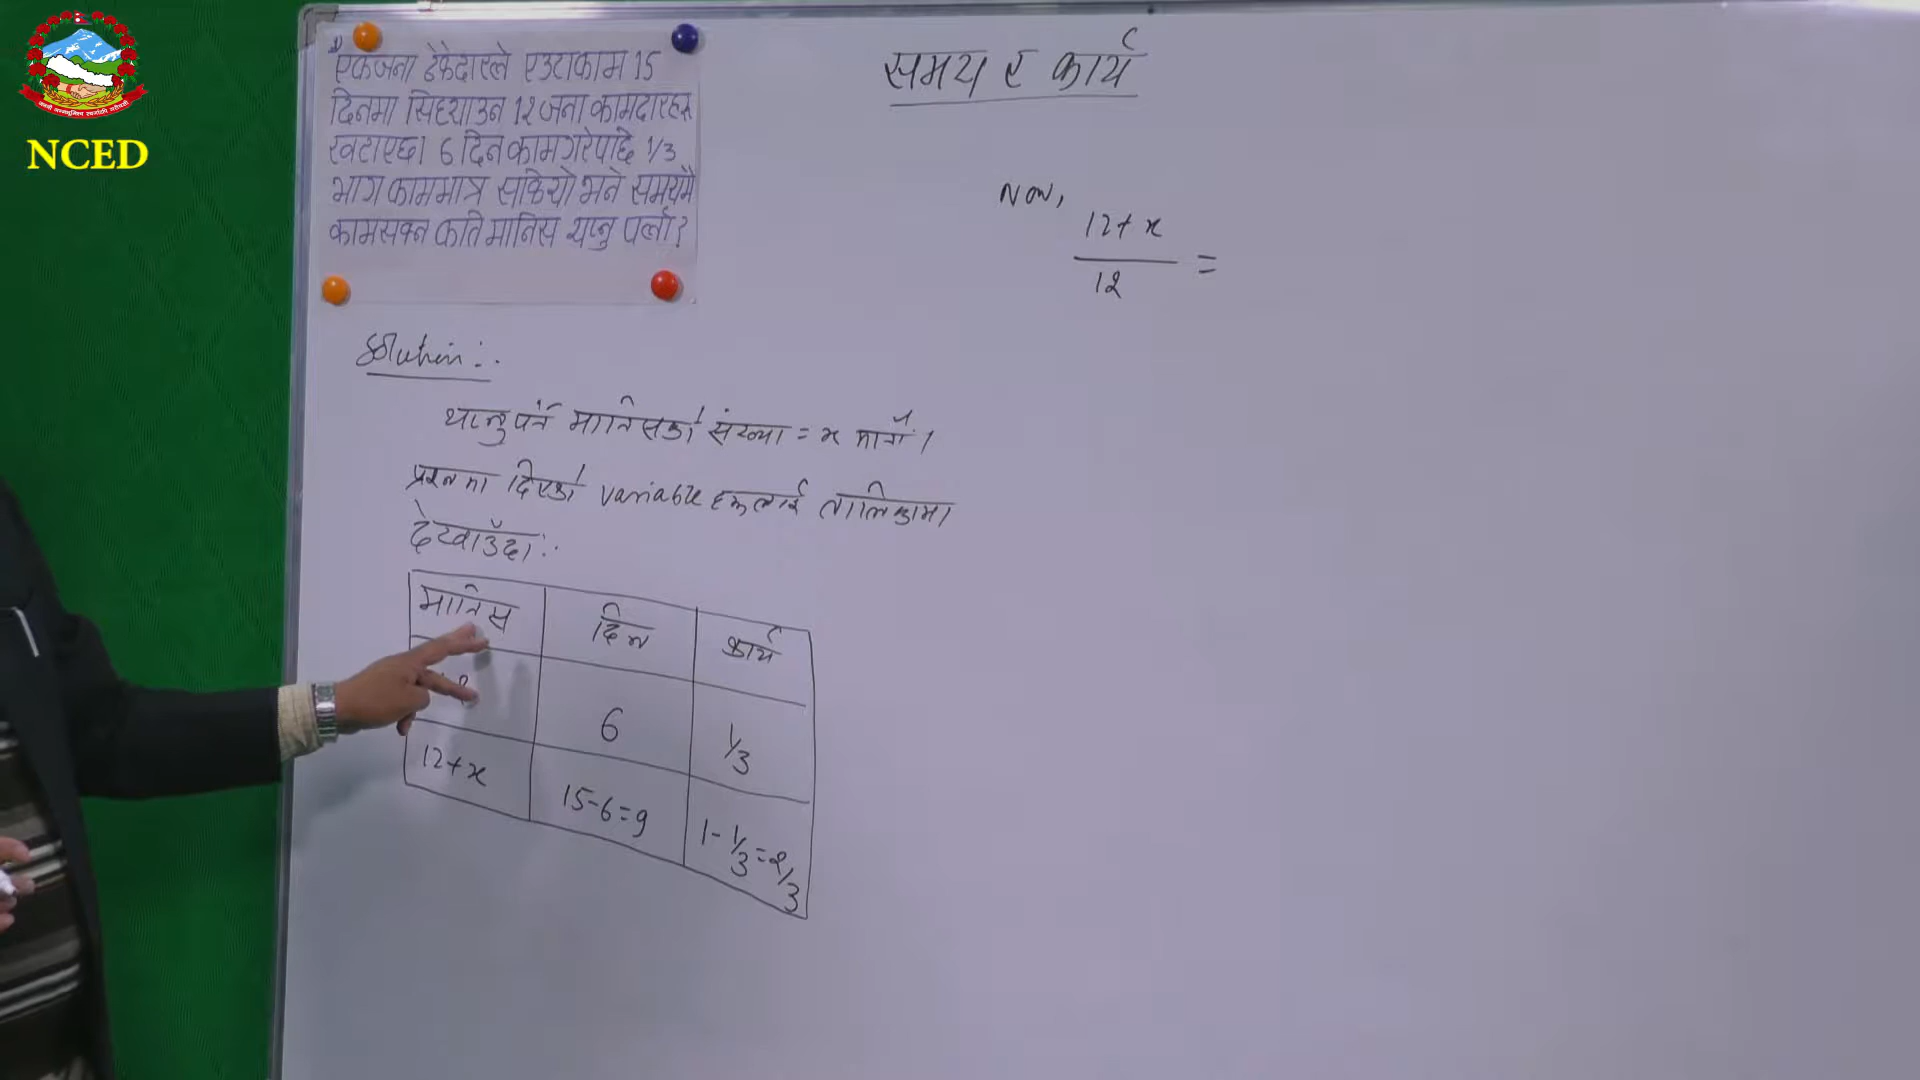 NCED
एकजना ठेकेदारले एउटाकाम 15
दिनमा सिद्ध्याउन 12 जना कामदारहरू
खटाएछ। 6 दिन कामगरेपछि 1/3
भाग काममात्र सकियो भने समयमै
कामसक्न कति मानिस थप्नु पर्ला?
समय र कार्य
Now,
12+x
12
=
Solution:-
थप्नुपर्ने मानिसको संख्या = x मानौं।
प्रश्नमा दिएको variable हरूलाई तालिकामा
देखाउँदा:-
मानिस दिन कार्य
6 1/3
12+x 15-6=9 1-1/3=2/3